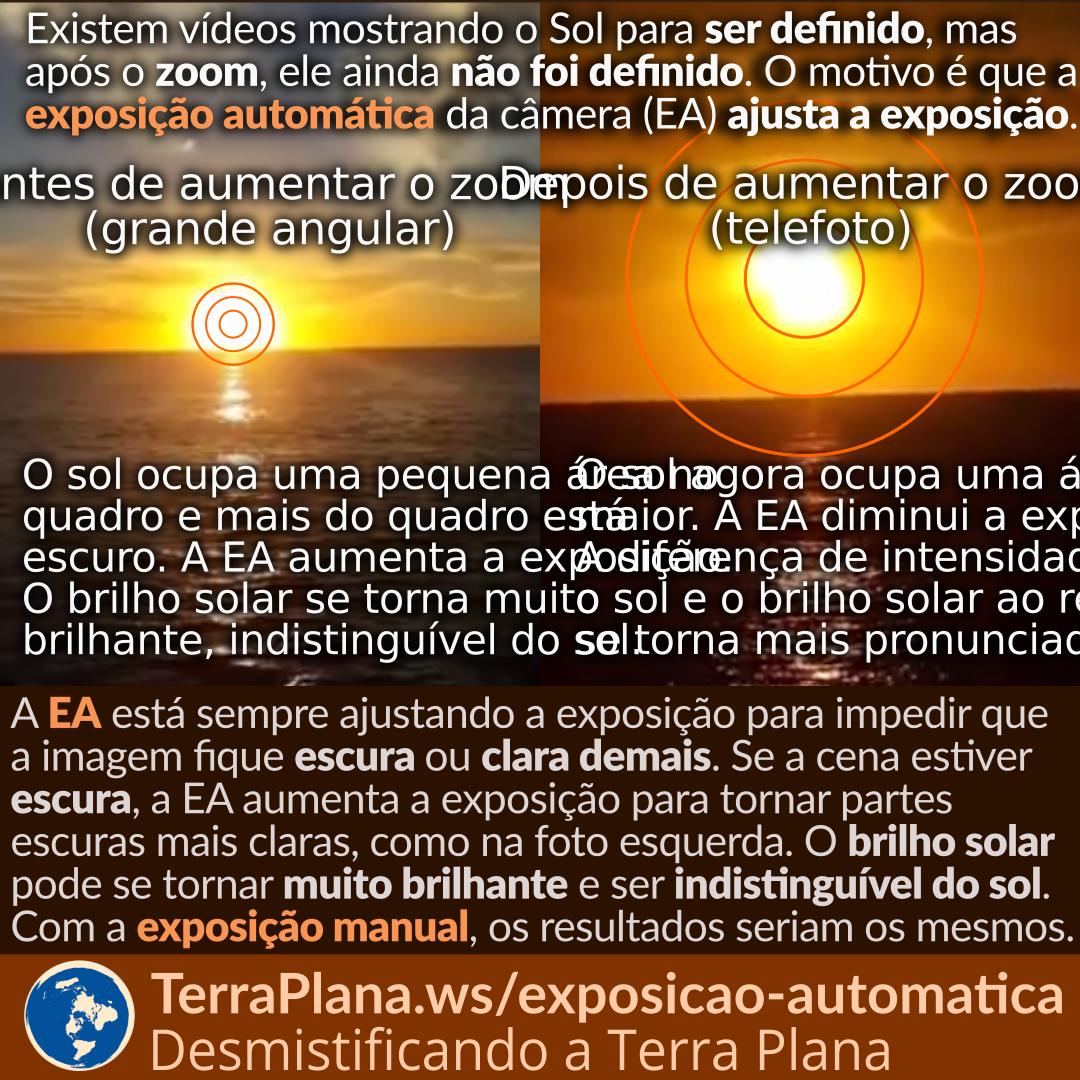 Existem vídeos mostrando o Sol para ser definido, mas
após o zoom, ele ainda não foi definido. O motivo é que a
exposição automática da câmera (EA) ajusta a exposição.
ntes de aumentar o zoom
(grande angular)
Depois de aumentar o zoo
(telefoto)
O sol ocupa uma pequena área no
quadro e mais do quadro está
escuro. A EA aumenta a exposição.
O brilho solar se torna muito
brilhante, indistinguível do sol.
O sol agora ocupa uma á
maior. A EA diminui a exp
A diferença de intensidad
o sol e o brilho solar ao re
se torna mais pronunciad
A EA está sempre ajustando a exposição para impedir que
a imagem fique escura ou clara demais. Se a cena estiver
escura, a EA aumenta a exposição para tornar partes
escuras mais claras, como na foto esquerda. O brilho solar
pode se tornar muito brilhante e ser indistinguível do sol.
Com a exposição manual, os resultados seriam os mesmos.
TerraPlana.ws/exposicao-automatica
Desmistificando a Terra Plana